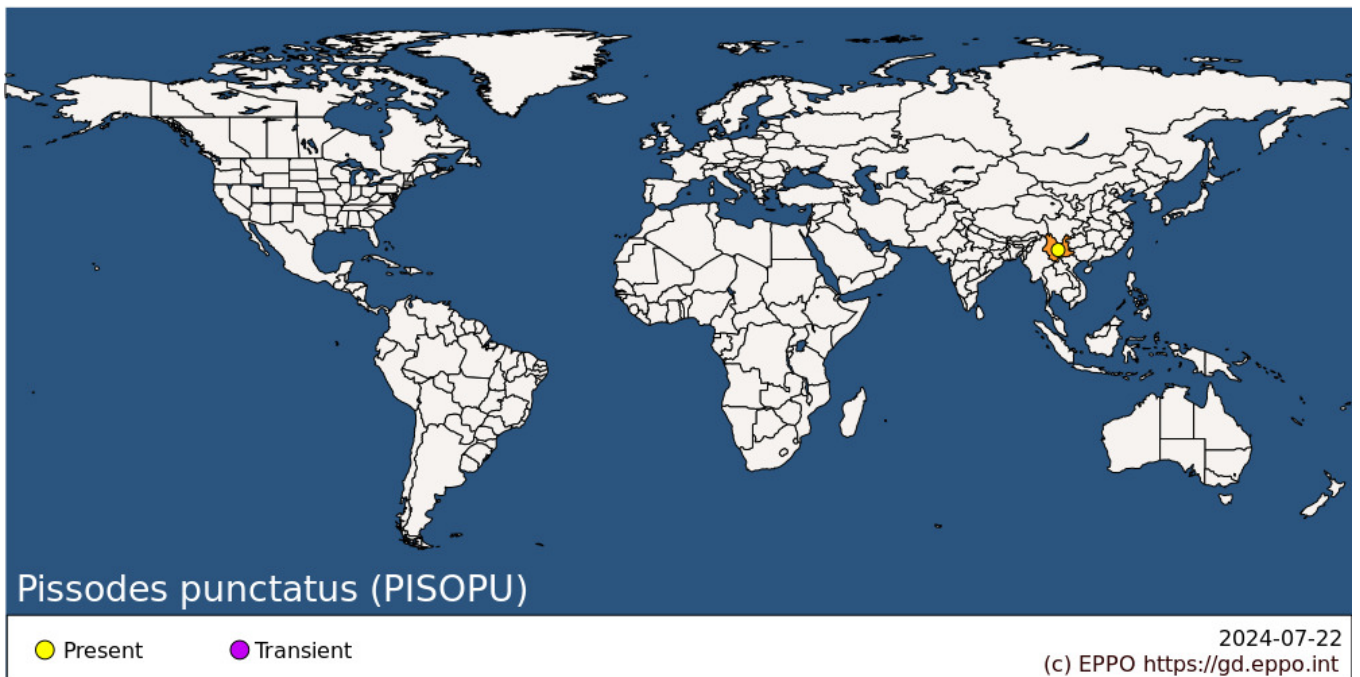 Pissodes punctatus (PISOPU)
Present
Transient
2024-07-22
(c) EPPO https://gd.eppo.int